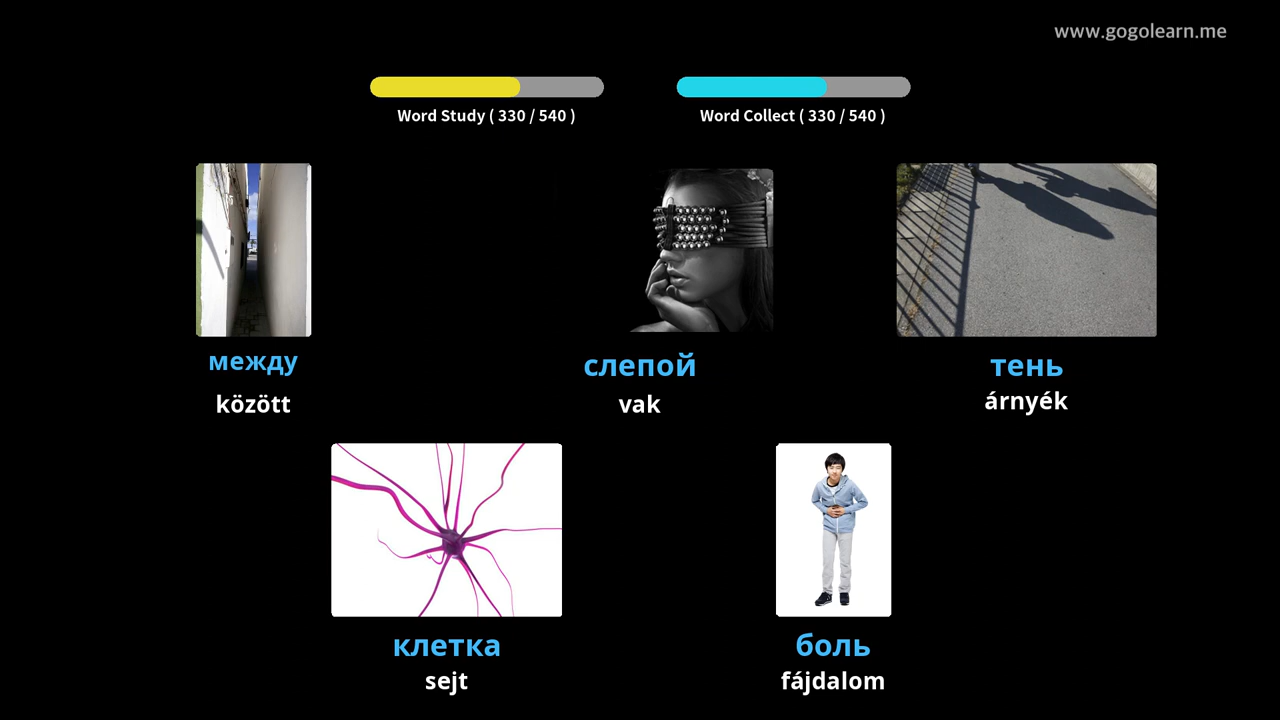 www.gogolearn.me
Word Study ( 330 / 540 )
Word Collect ( 330 / 540 )
между
között
слепой
vak
тень
árnyék
клетка
sejt
боль
fájdalom